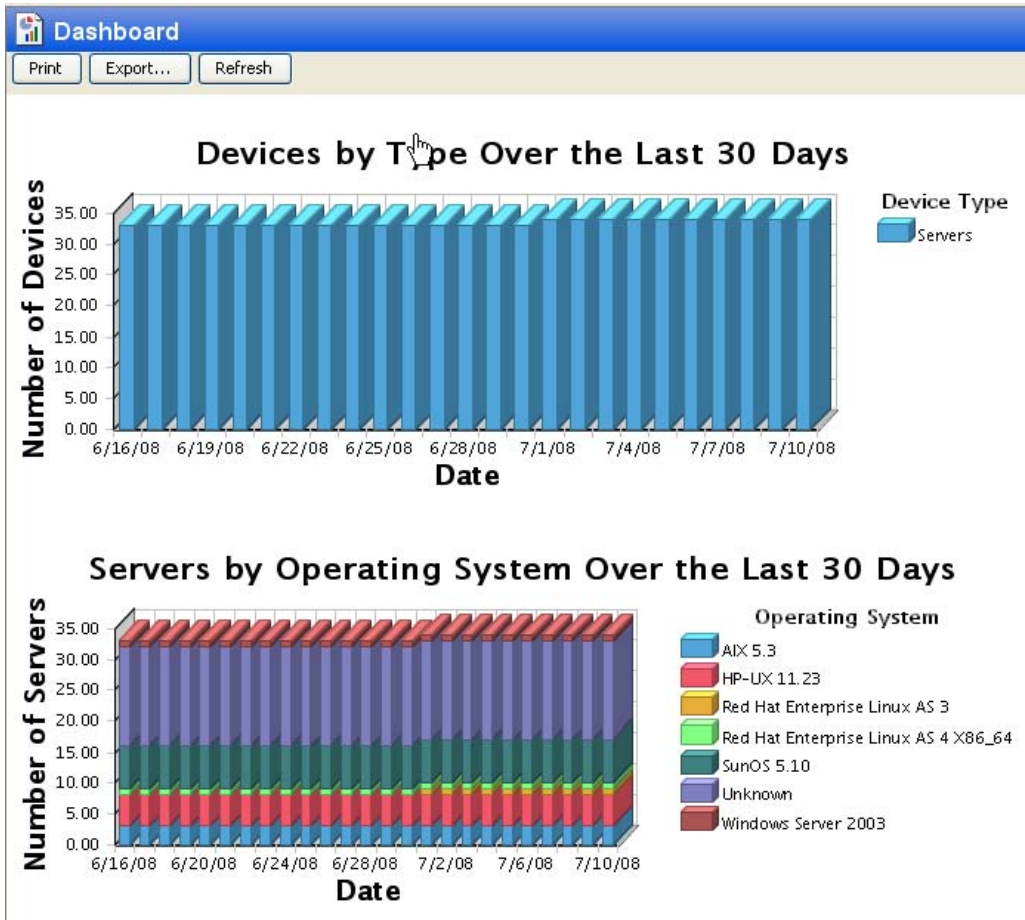 Dashboard
Print Export... Refresh
Devices by Type Over the Last 30 Days
Number of Devices
35.00
30.00
25.00
20.00
15.00
10.00
5.00
0.00
6/16/08 6/19/08 6/22/08 6/25/08 6/28/08 7/1/08 7/4/08 7/7/08 7/10/08
Date
Device Type
Servers
Servers by Operating System Over the Last 30 Days
Number of Servers
35.00
30.00
25.00
20.00
15.00
10.00
5.00
0.00
6/16/08 6/20/08 6/24/08 6/28/08 7/2/08 7/6/08 7/10/08
Date
Operating System
AIX 5.3
HP-UX 11.23
Red Hat Enterprise Linux AS 3
Red Hat Enterprise Linux AS 4 X86_64
SunOS 5.10
Unknown
Windows Server 2003